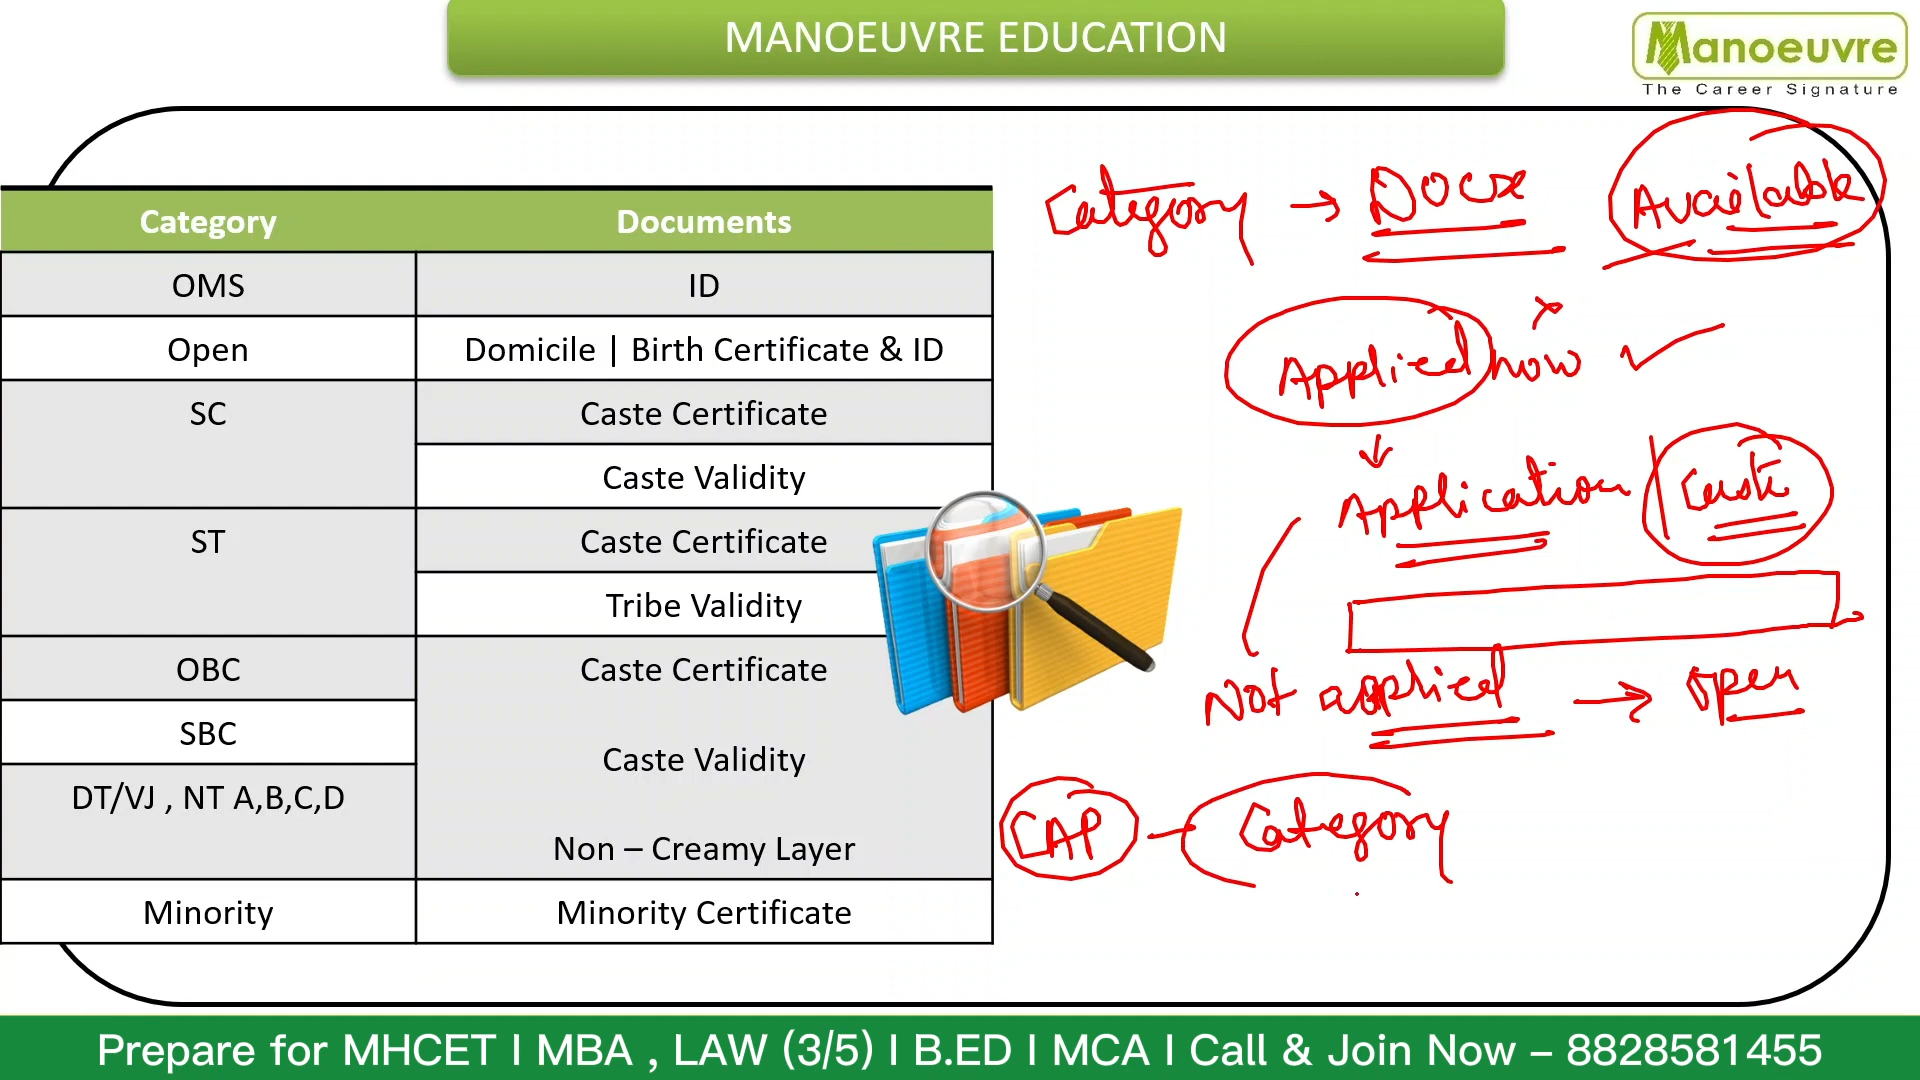 MANOEUVRE EDUCATION
Manoeuvre
The Career Signature
Category Documents
OMS ID
Open Domicile | Birth Certificate & ID
SC Caste Certificate
Caste Validity
ST Caste Certificate
Tribe Validity
OBC Caste Certificate
SBC
Caste Validity
DT/VJ , NT A,B,C,D
Non – Creamy Layer
Minority Minority Certificate
Category → Docx Available
Applied now ✓
↓
Application | Caste
Not applied → open
CAP - Category
Prepare for MHCET I MBA , LAW (3/5) I B.ED I MCA I Call & Join Now – 8828581455